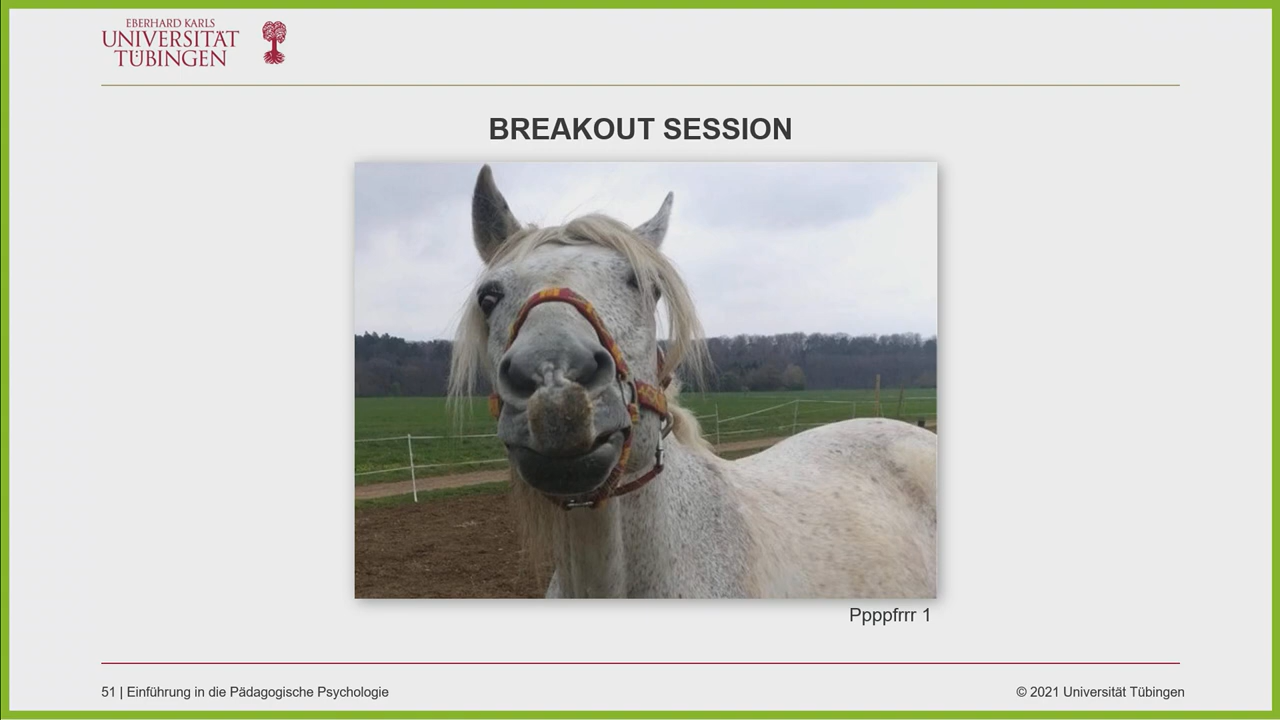 EBERHARD KARLS
UNIVERSITÄT
TÜBINGEN
BREAKOUT SESSION
Ppppfrrr 1
51 | Einführung in die Pädagogische Psychologie
© 2021 Universität Tübingen